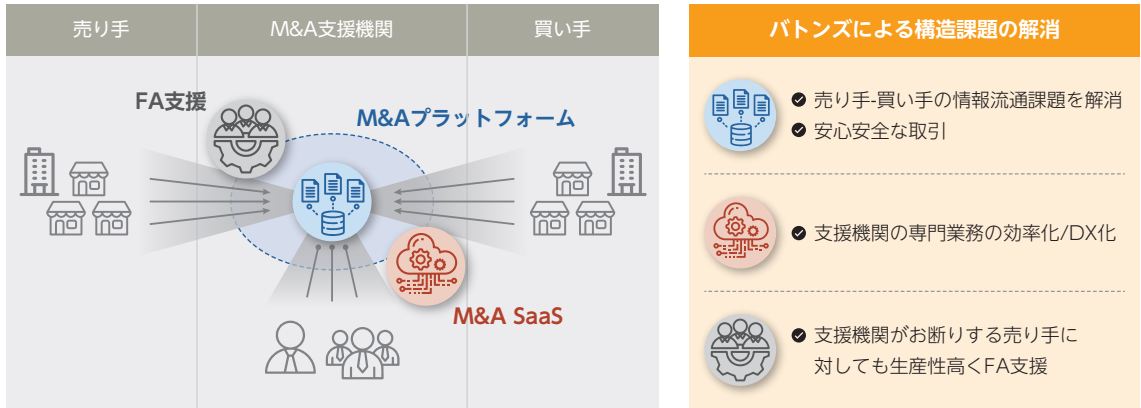 売り手
M&A支援機関
買い手
FA支援
M&Aプラットフォーム
M&A SaaS
バトンズによる構造課題の解消
売り手-買い手の情報流通課題を解消
安心安全な取引
支援機関の専門業務の効率化/DX化
支援機関がお断りする売り手に
対しても生産性高くFA支援